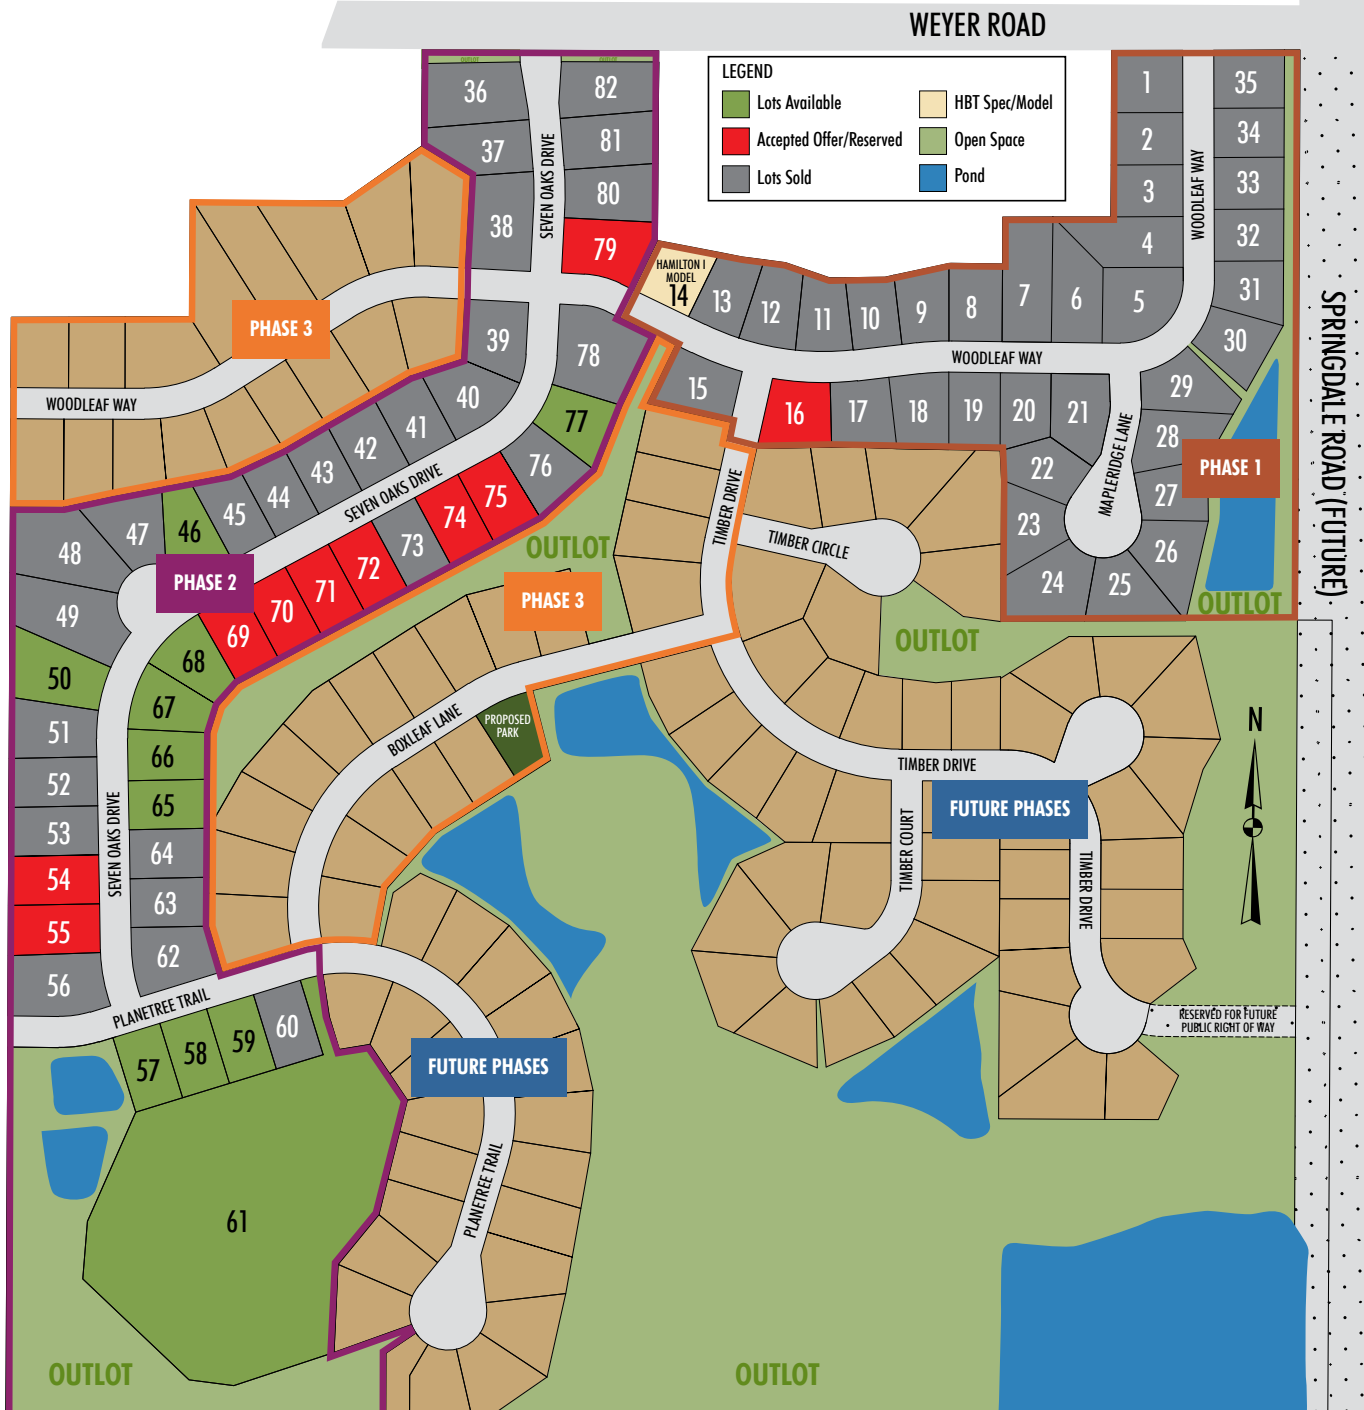 WEYER ROAD
LEGEND
Lots Available
HBT Spec/Model
Accepted Offer/Reserved
Open Space
Lots Sold
Pond
OUTLOT
OUTLOT
36
82
37
81
38
80
79
SEVEN OAKS DRIVE
1
35
2
34
3
33
4
32
5
31
30
WOODLEAF WAY
HAMILTON I
MODEL
14
13
12
11
10
9
8
7
6
WOODLEAF WAY
SPRINGDALE ROAD (FUTURE)
PHASE 3
WOODLEAF WAY
39
78
40
77
41
42
76
43
44
75
45
74
46
73
47
72
48
71
70
69
49
SEVEN OAKS DRIVE
PHASE 2
15
16
17
18
19
20
21
29
28
22
27
23
26
24
25
MAPLERIDGE LANE
PHASE 1
OUTLOT
TIMBER DRIVE
TIMBER CIRCLE
OUTLOT
PHASE 3
OUTLOT
50
68
67
51
66
52
65
53
64
54
63
55
62
56
SEVEN OAKS DRIVE
PROPOSED
PARK
BOXLEAF LANE
TIMBER DRIVE
FUTURE PHASES
TIMBER COURT
TIMBER DRIVE
N
RESERVED FOR FUTURE
PUBLIC RIGHT OF WAY
PLANETREE TRAIL
57
58
59
60
FUTURE PHASES
PLANETREE TRAIL
61
OUTLOT
OUTLOT